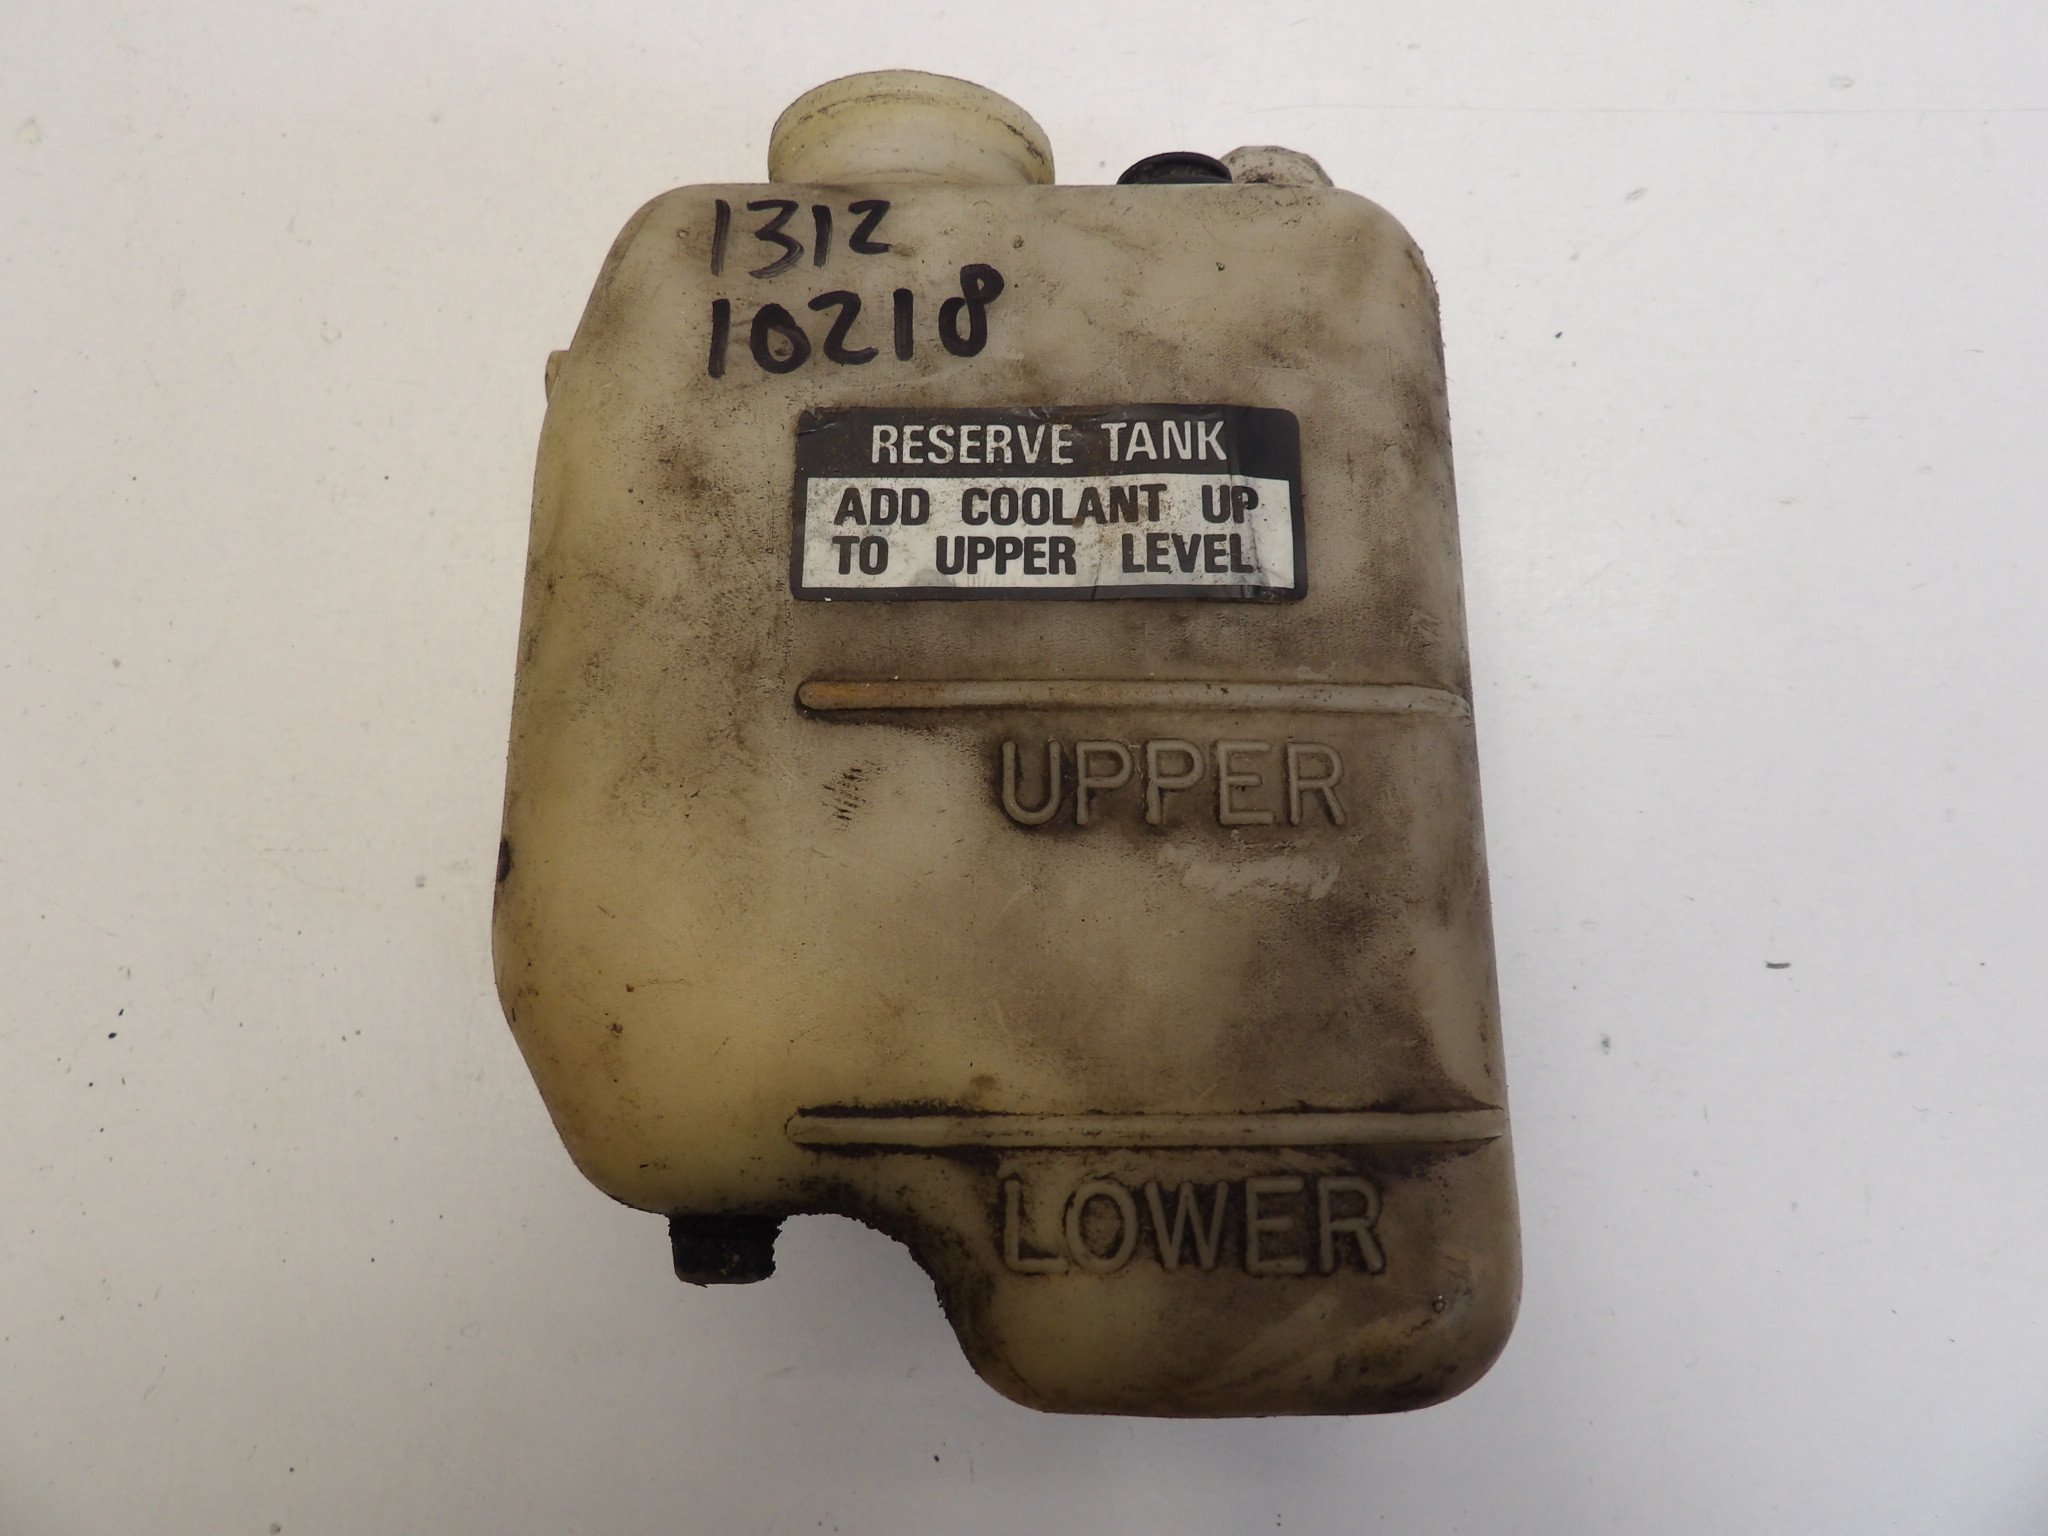 1312
10218
RESERVE TANK
ADD COOLANT UP
TO UPPER LEVEL
UPPER
LOWER